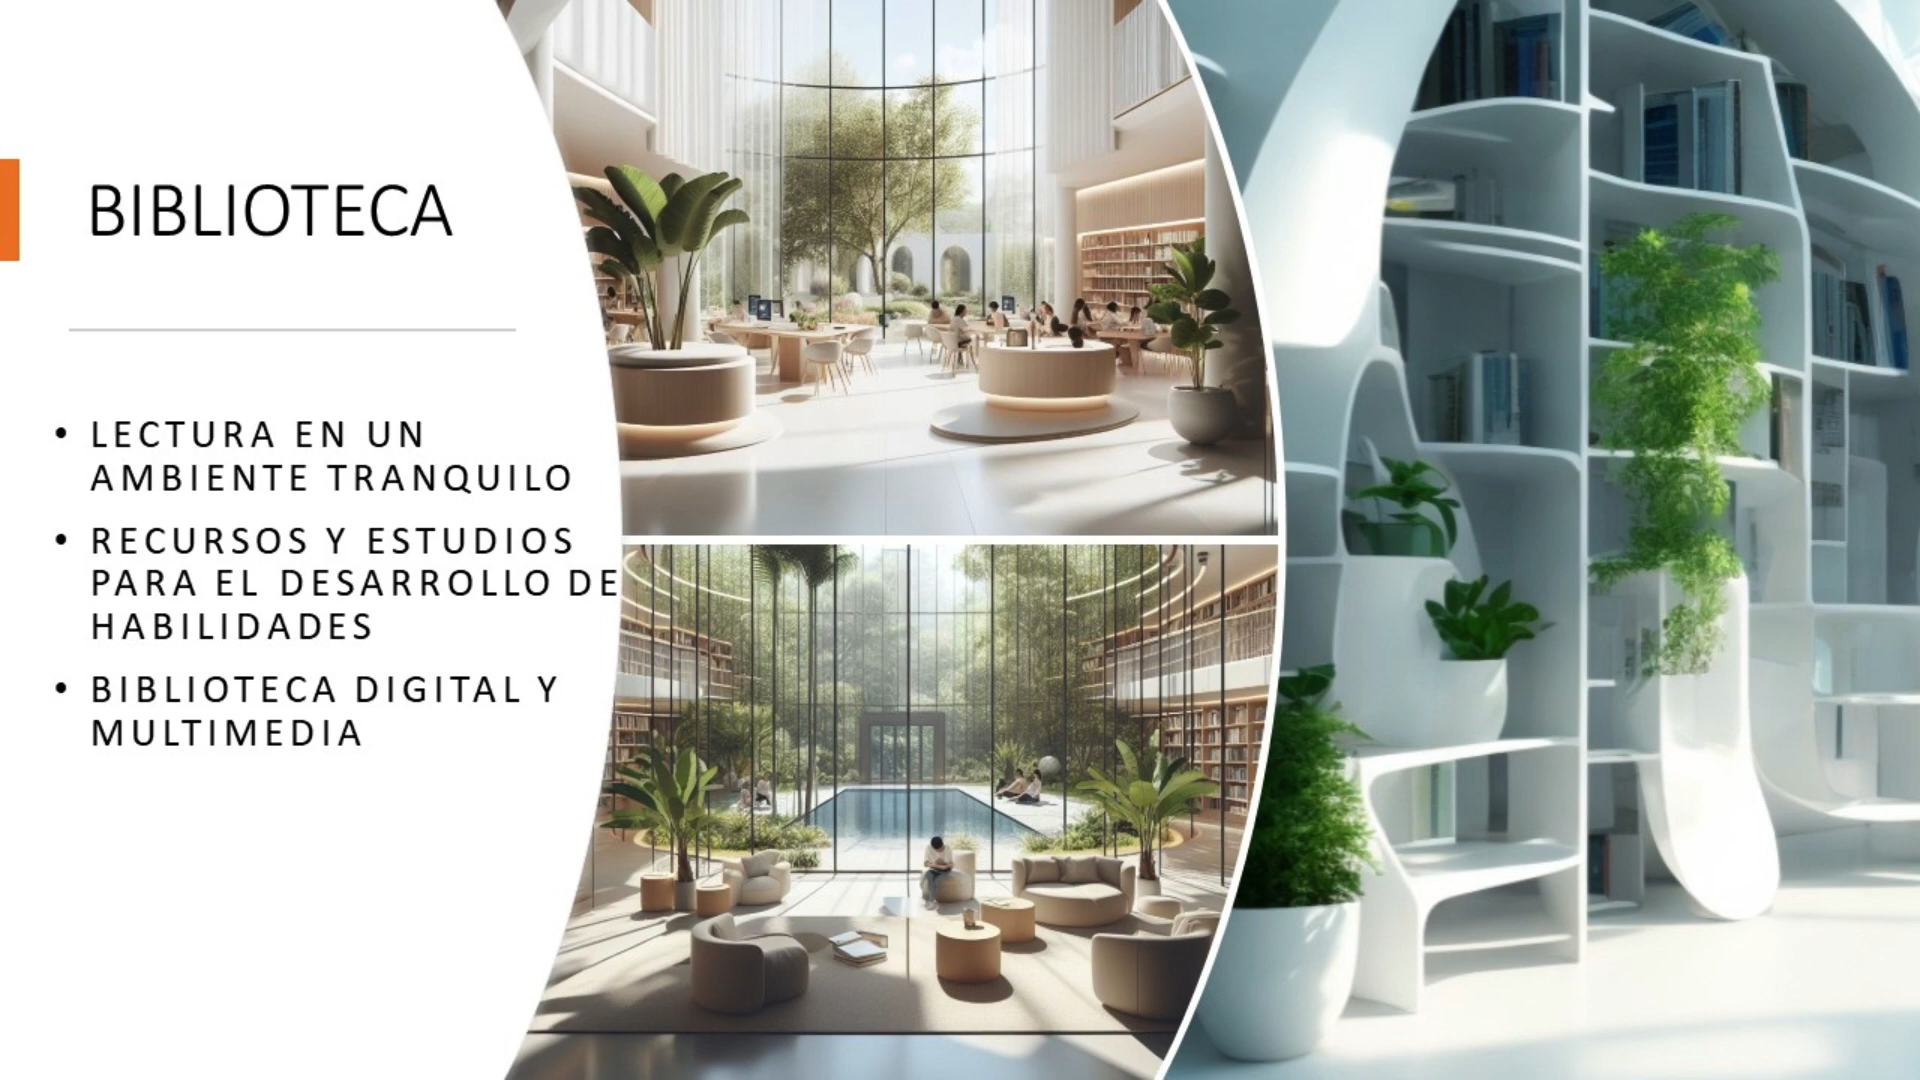 BIBLIOTECA
• LECTURA EN UN
AMBIENTE TRANQUILO
• RECURSOS Y ESTUDIOS
PARA EL DESARROLLO DE
HABILIDADES
• BIBLIOTECA DIGITAL Y
MULTIMEDIA